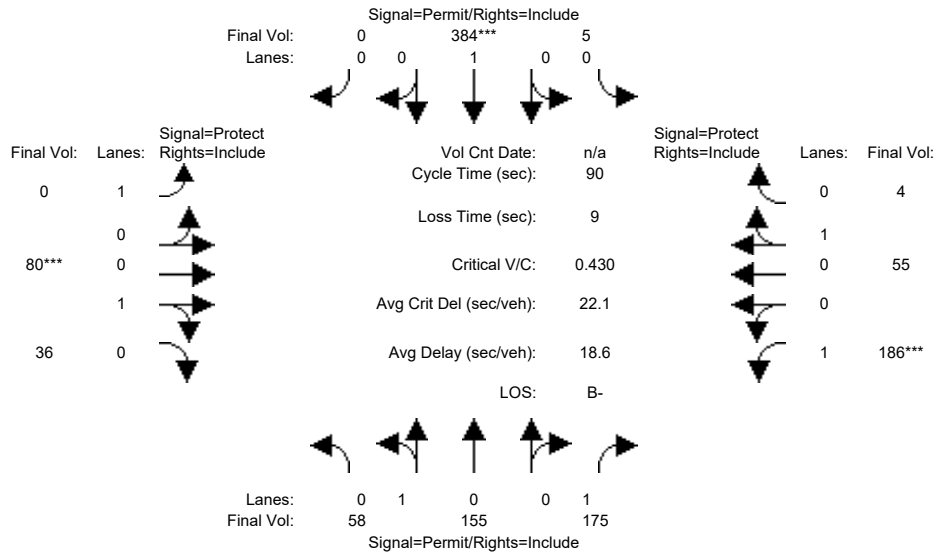 Signal=Permit/Rights=Include
Final Vol: 0 384*** 5
Lanes: 0 0 1 0 0
Signal=Protect Signal=Protect
Final Vol: Lanes: Rights=Include Vol Cnt Date: n/a Rights=Include Lanes: Final Vol:
Cycle Time (sec): 90
0 1 0 4
Loss Time (sec): 9
0 1
80*** 0 Critical V/C: 0.430 0 55
1 Avg Crit Del (sec/veh): 22.1 0
36 0 Avg Delay (sec/veh): 18.6 1 186***
LOS: B-
Lanes: 0 1 0 0 1
Final Vol: 58 155 175
Signal=Permit/Rights=Include